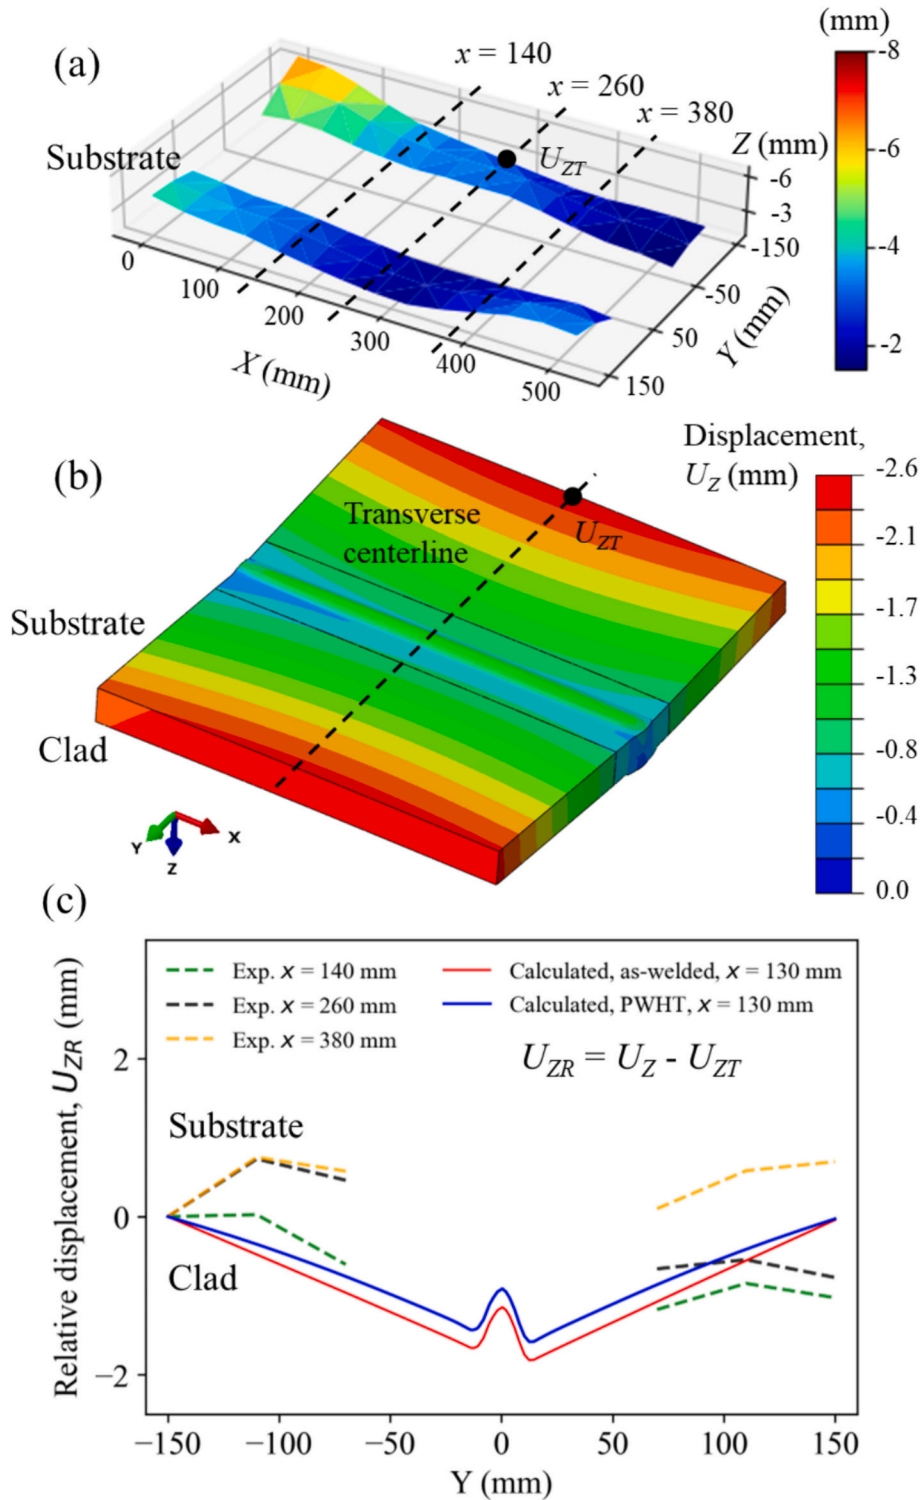 (a)
(mm)
x = 140
x = 260
x = 380
-8
-6
-4
-2
Substrate
U_ZT
Z (mm)
-6
-3
-150
-50
50
150
Y (mm)
0
100
200
300
400
500
X (mm)
(b)
Displacement,
U_Z (mm)
-2.6
-2.1
-1.7
-1.3
-0.8
-0.4
0.0
Transverse
centerline
U_ZT
Substrate
Clad
Y
X
Z
(c)
Exp. x = 140 mm
Exp. x = 260 mm
Exp. x = 380 mm
Calculated, as-welded, x = 130 mm
Calculated, PWHT, x = 130 mm
U_ZR = U_Z - U_ZT
Relative displacement, U_ZR (mm)
2
0
−2
Substrate
Clad
−150
−100
−50
0
50
100
150
Y (mm)